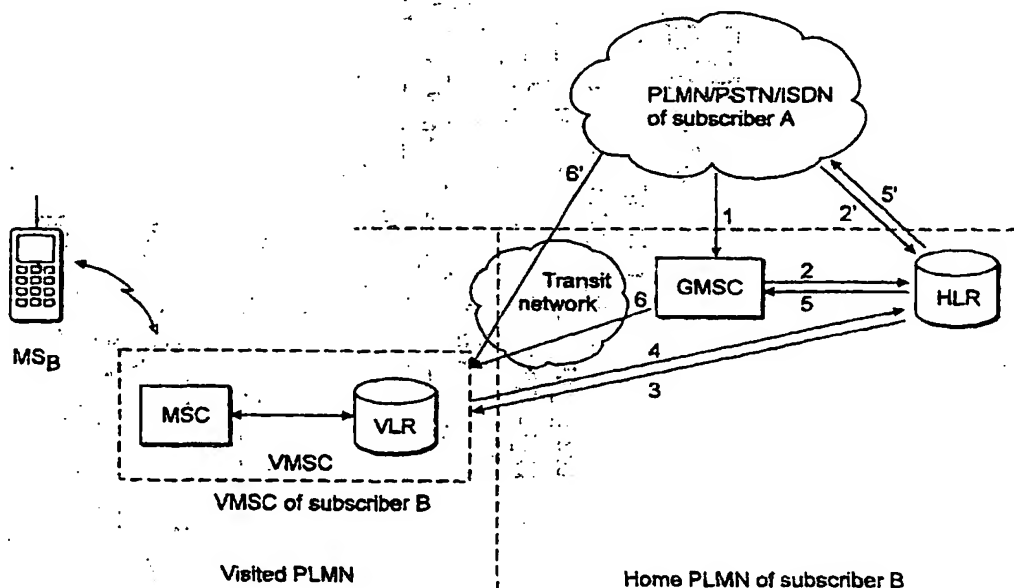 PLMN/PSTN/ISDN
of subscriber A
6'
5'
2'
1
Transit
network
GMSC
2
5
HLR
6
MSB
4
3
MSC
VLR
VMSC
VMSC of subscriber B
Visited PLMN
Home PLMN of subscriber B